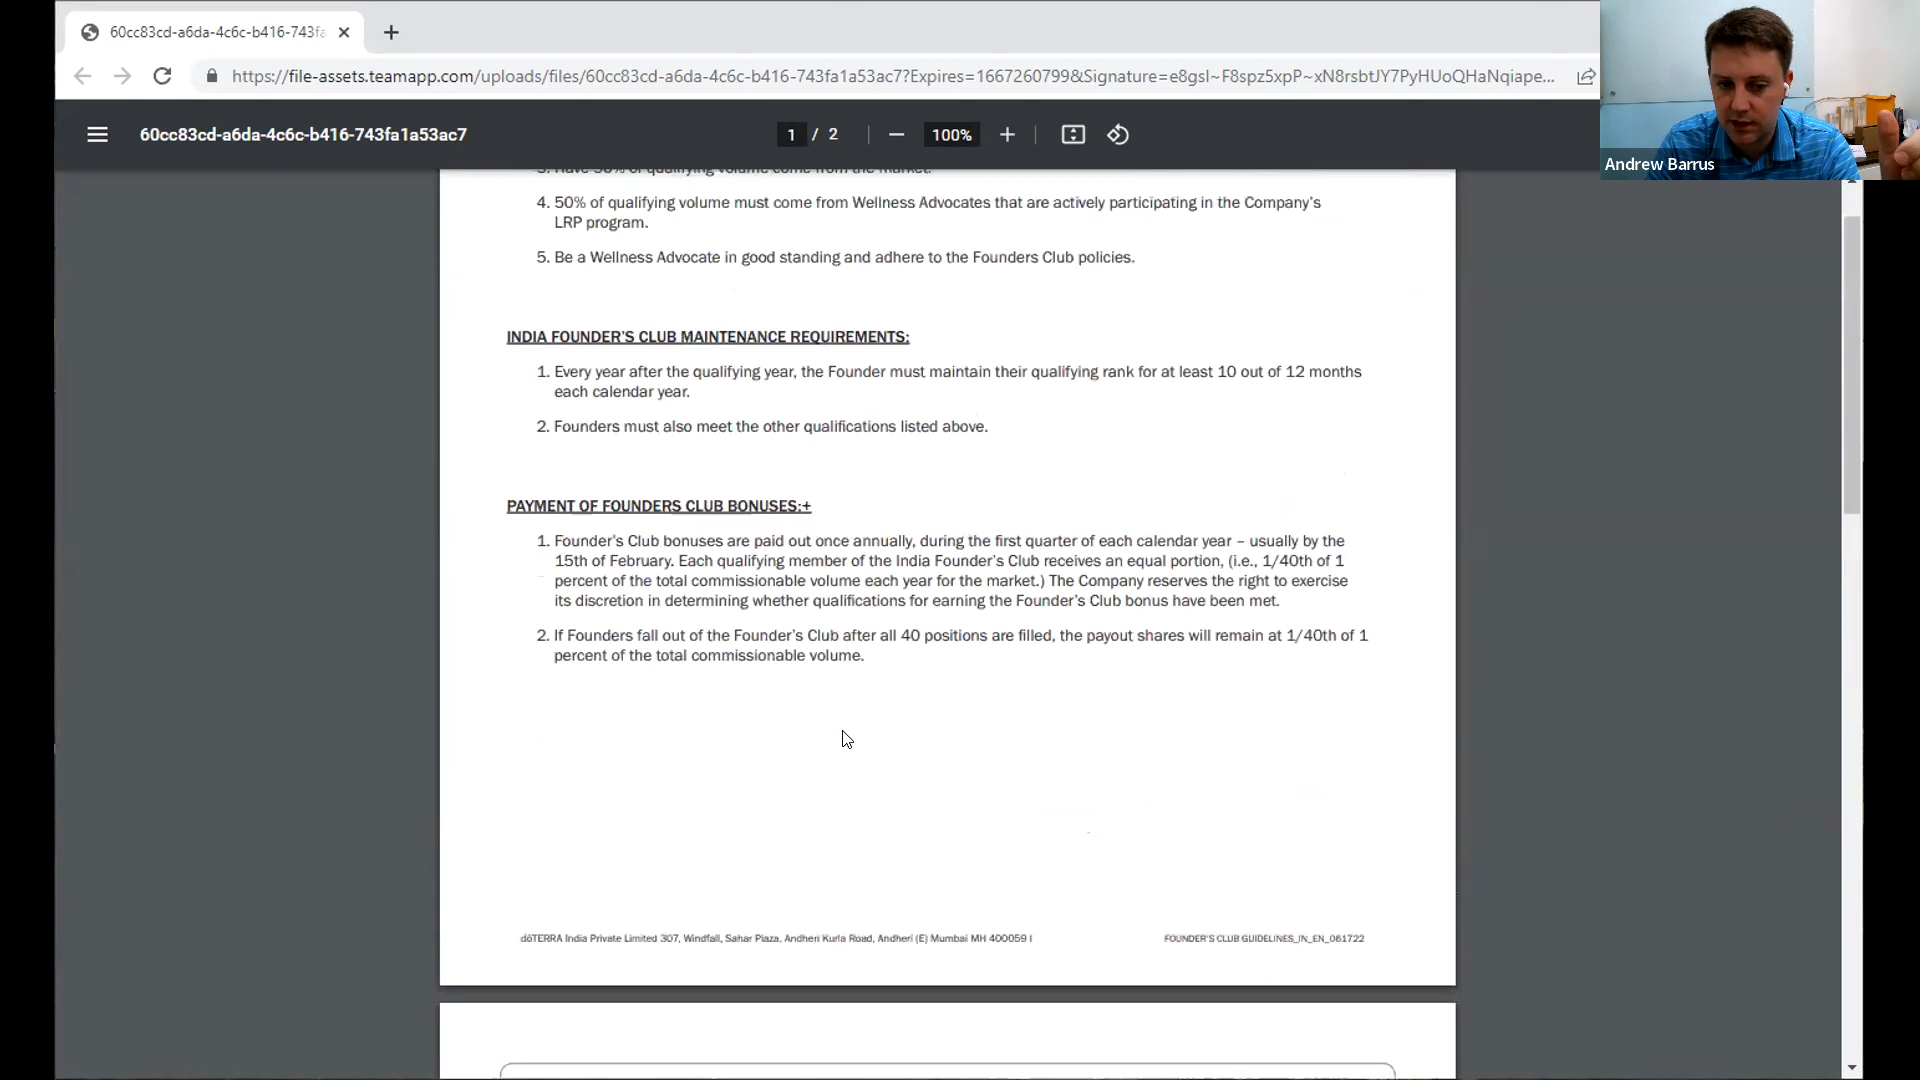 60cc83cd-a6da-4c6c-b416-743fa
https://file-assets.teamapp.com/uploads/files/60cc83cd-a6da-4c6c-b416-743fa1a53ac7?Expires=1667260799&Signature=e8gsl~F8spz5xpP~xN8rsbtJY7PyHUoQHaNqiape...
60cc83cd-a6da-4c6c-b416-743fa1a53ac7
1 / 2
100%
Andrew Barrus
3. Have 50% of qualifying volume come from the market.
4. 50% of qualifying volume must come from Wellness Advocates that are actively participating in the Company's
LRP program.
5. Be a Wellness Advocate in good standing and adhere to the Founders Club policies.
INDIA FOUNDER'S CLUB MAINTENANCE REQUIREMENTS:
1. Every year after the qualifying year, the Founder must maintain their qualifying rank for at least 10 out of 12 months
each calendar year.
2. Founders must also meet the other qualifications listed above.
PAYMENT OF FOUNDERS CLUB BONUSES:+
1. Founder's Club bonuses are paid out once annually, during the first quarter of each calendar year – usually by the
15th of February. Each qualifying member of the India Founder's Club receives an equal portion, (i.e., 1/40th of 1
percent of the total commissionable volume each year for the market.) The Company reserves the right to exercise
its discretion in determining whether qualifications for earning the Founder's Club bonus have been met.
2. If Founders fall out of the Founder's Club after all 40 positions are filled, the payout shares will remain at 1/40th of 1
percent of the total commissionable volume.
dōTERRA India Private Limited 307, Windfall, Sahar Plaza, Andheri Kurla Road, Andheri (E) Mumbai MH 400059 I
FOUNDER'S CLUB GUIDELINES_IN_EN_061722